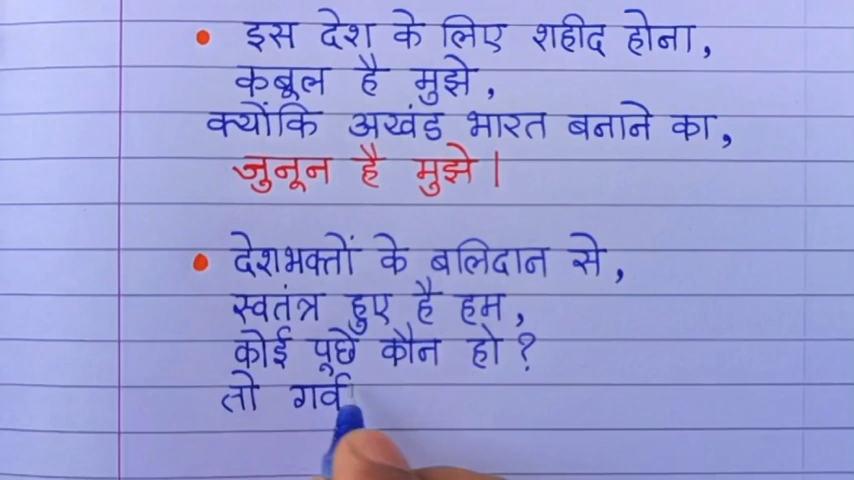 • इस देश के लिए शहीद होना,
कबूल है मुझे,
क्योंकि अखंड भारत बनाने का,
जुनून है मुझे।
• देशभक्तों के बलिदान से,
स्वतंत्र हुए है हम,
कोई पूछे कौन हो?
तो गर्व